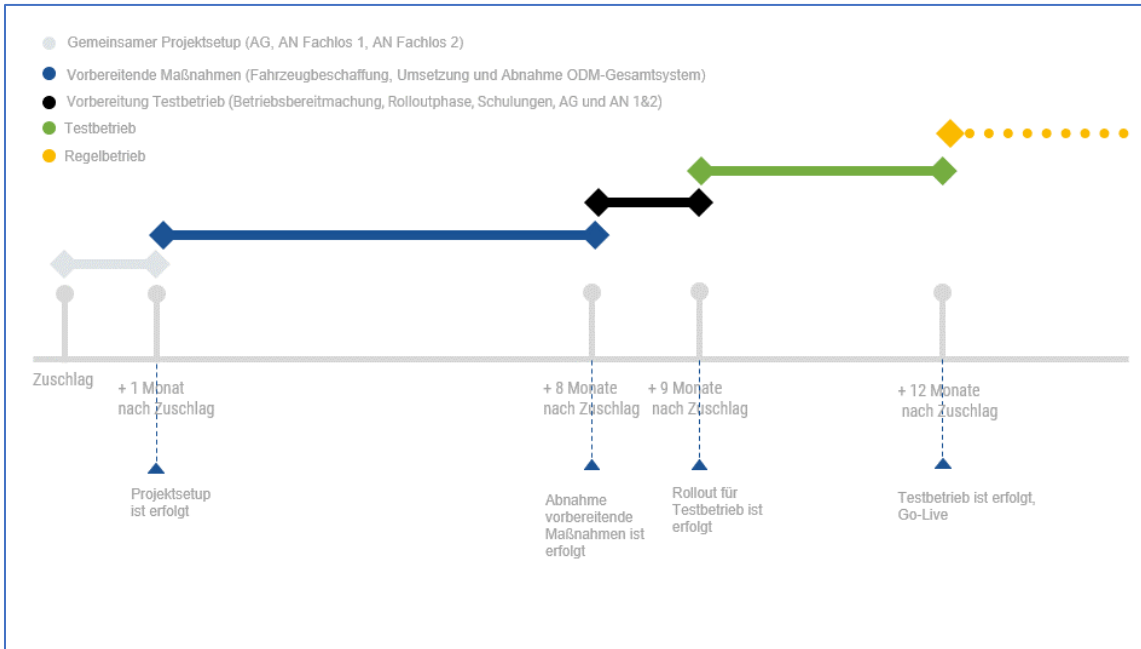 Gemeinsamer Projektsetup (AG, AN Fachlos 1, AN Fachlos 2)
Vorbereitende Maßnahmen (Fahrzeugbeschaffung, Umsetzung und Abnahme ODM-Gesamtsystem)
Vorbereitung Testbetrieb (Betriebsbereitmachung, Rolloutphase, Schulungen, AG und AN 1&2)
Testbetrieb
Regelbetrieb
Zuschlag
+ 1 Monat
nach Zuschlag
+ 8 Monate
nach Zuschlag
+ 9 Monate
nach Zuschlag
+ 12 Monate
nach Zuschlag
Projektsetup
ist erfolgt
Abnahme
vorbereitende
Maßnahmen ist
erfolgt
Rollout für
Testbetrieb ist
erfolgt
Testbetrieb ist erfolgt,
Go-Live